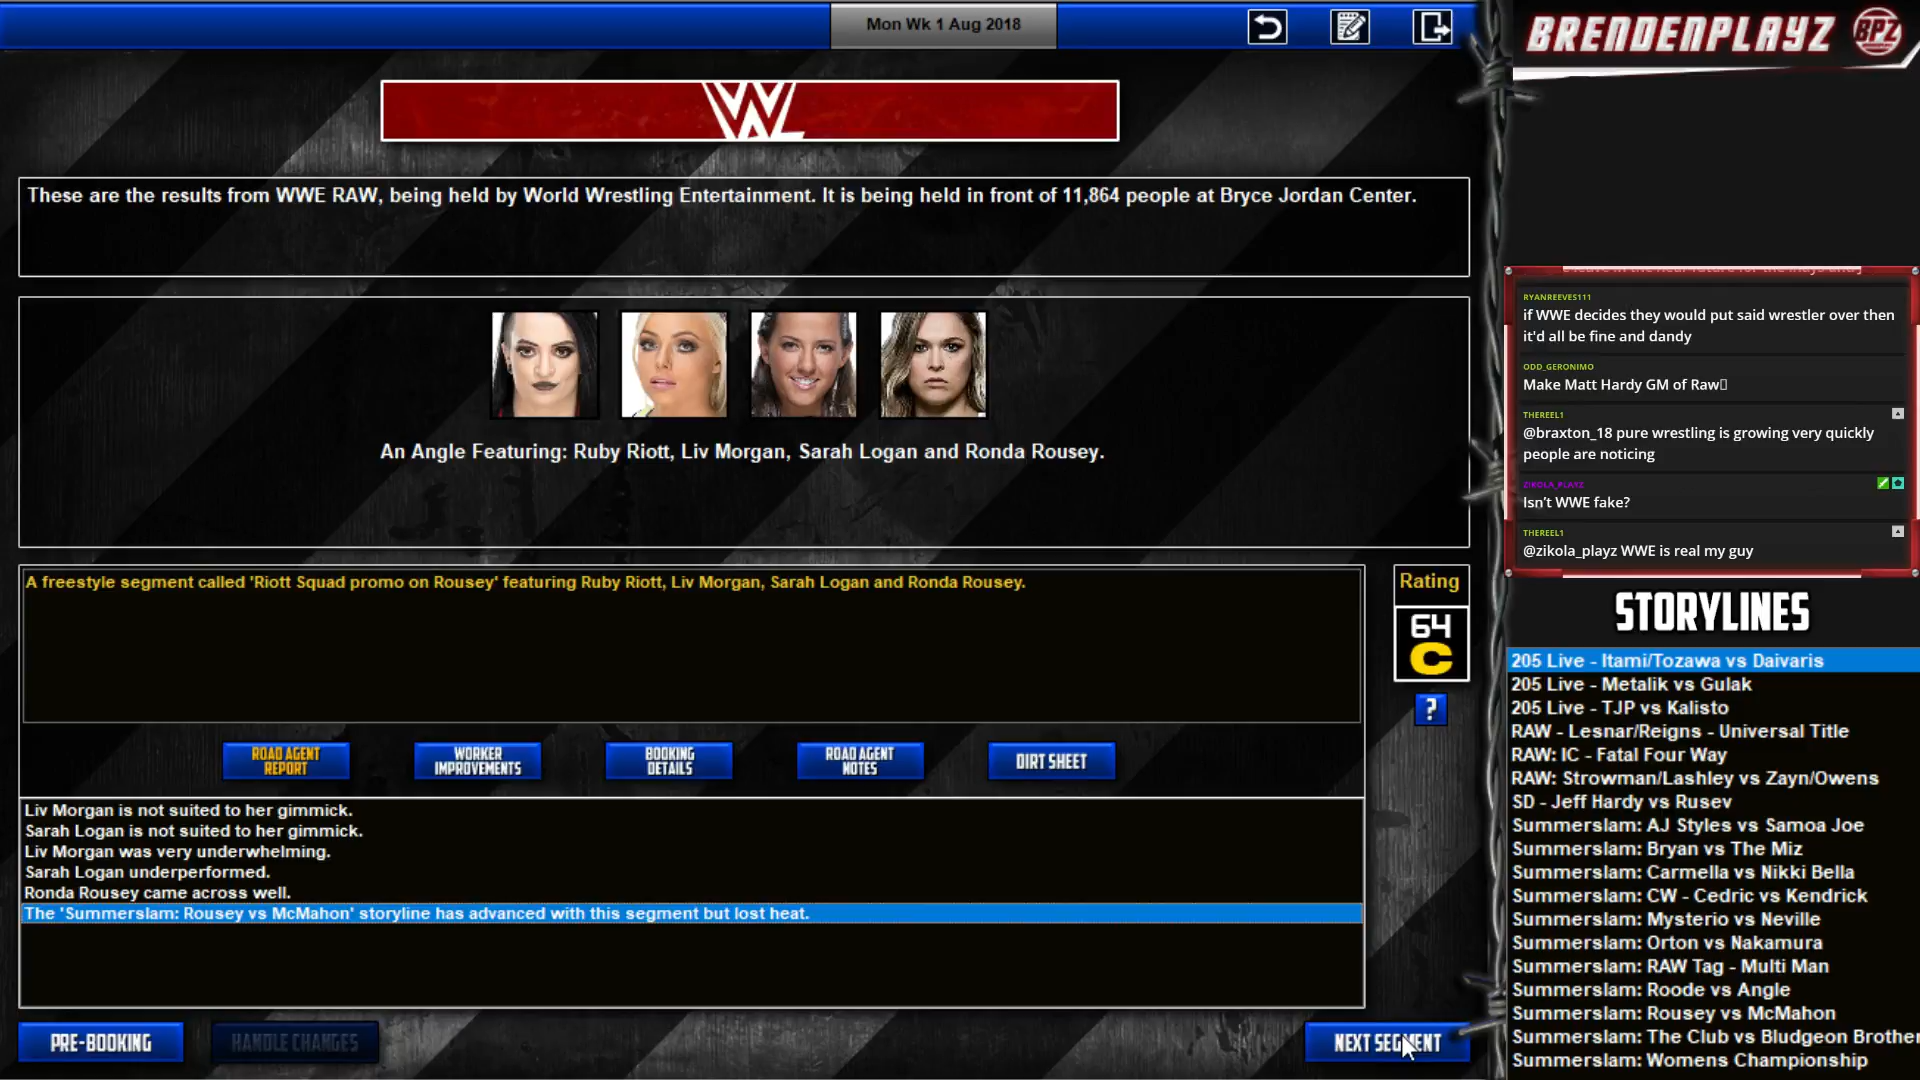 Mon Wk 1 Aug 2018
BRENDENPLAYZ
BPZ
These are the results from WWE RAW, being held by World Wrestling Entertainment. It is being held in front of 11,864 people at Bryce Jordan Center.
An Angle Featuring: Ruby Riott, Liv Morgan, Sarah Logan and Ronda Rousey.
A freestyle segment called 'Riott Squad promo on Rousey' featuring Ruby Riott, Liv Morgan, Sarah Logan and Ronda Rousey.
Rating
64
C
?
ROAD AGENT
REPORT
WORKER
IMPROVEMENTS
BOOKING
DETAILS
ROAD AGENT
NOTES
DIRT SHEET
Liv Morgan is not suited to her gimmick.
Sarah Logan is not suited to her gimmick.
Liv Morgan was very underwhelming.
Sarah Logan underperformed.
Ronda Rousey came across well.
The 'Summerslam: Rousey vs McMahon' storyline has advanced with this segment but lost heat.
PRE-BOOKING
HANDLE CHANGES
NEXT SEGMENT
RYANREEVES111
if WWE decides they would put said wrestler over then
it'd all be fine and dandy
ODD_GERONIMO
Make Matt Hardy GM of Raw
THEREEL1
@braxton_18 pure wrestling is growing very quickly
people are noticing
ZIKOLA_PLAYZ
Isn't WWE fake?
THEREEL1
@zikola_playz WWE is real my guy
STORYLINES
205 Live - Itami/Tozawa vs Daivaris
205 Live - Metalik vs Gulak
205 Live - TJP vs Kalisto
RAW - Lesnar/Reigns - Universal Title
RAW: IC - Fatal Four Way
RAW: Strowman/Lashley vs Zayn/Owens
SD - Jeff Hardy vs Rusev
Summerslam: AJ Styles vs Samoa Joe
Summerslam: Bryan vs The Miz
Summerslam: Carmella vs Nikki Bella
Summerslam: CW - Cedric vs Kendrick
Summerslam: Mysterio vs Neville
Summerslam: Orton vs Nakamura
Summerslam: RAW Tag - Multi Man
Summerslam: Roode vs Angle
Summerslam: Rousey vs McMahon
Summerslam: The Club vs Bludgeon Brother
Summerslam: Womens Championship